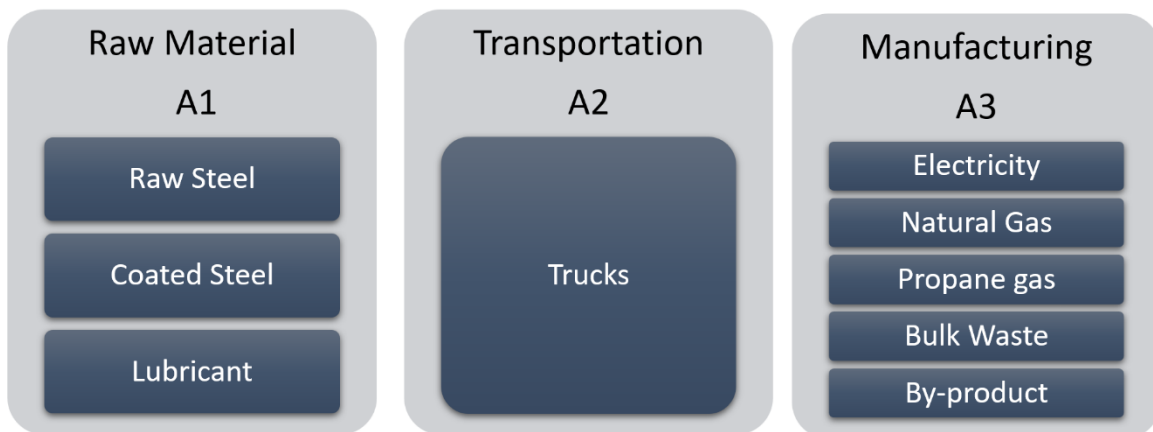 Raw Material
A1
Raw Steel
Coated Steel
Lubricant
Transportation
A2
Trucks
Manufacturing
A3
Electricity
Natural Gas
Propane gas
Bulk Waste
By-product